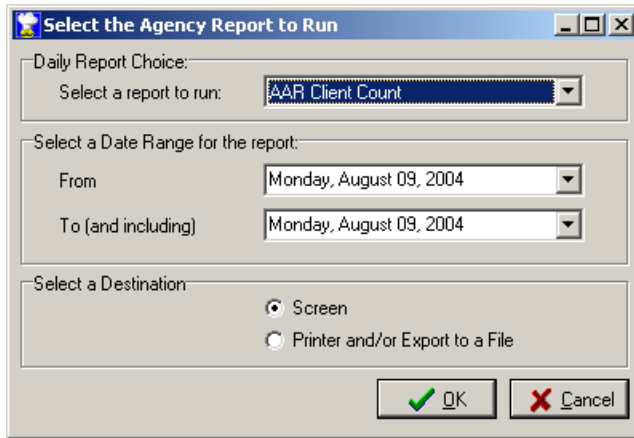 Select the Agency Report to Run
Daily Report Choice:
Select a report to run: AAR Client Count
Select a Date Range for the report:
From Monday, August 09, 2004
To (and including) Monday, August 09, 2004
Select a Destination
Screen
Printer and/or Export to a File
OK Cancel